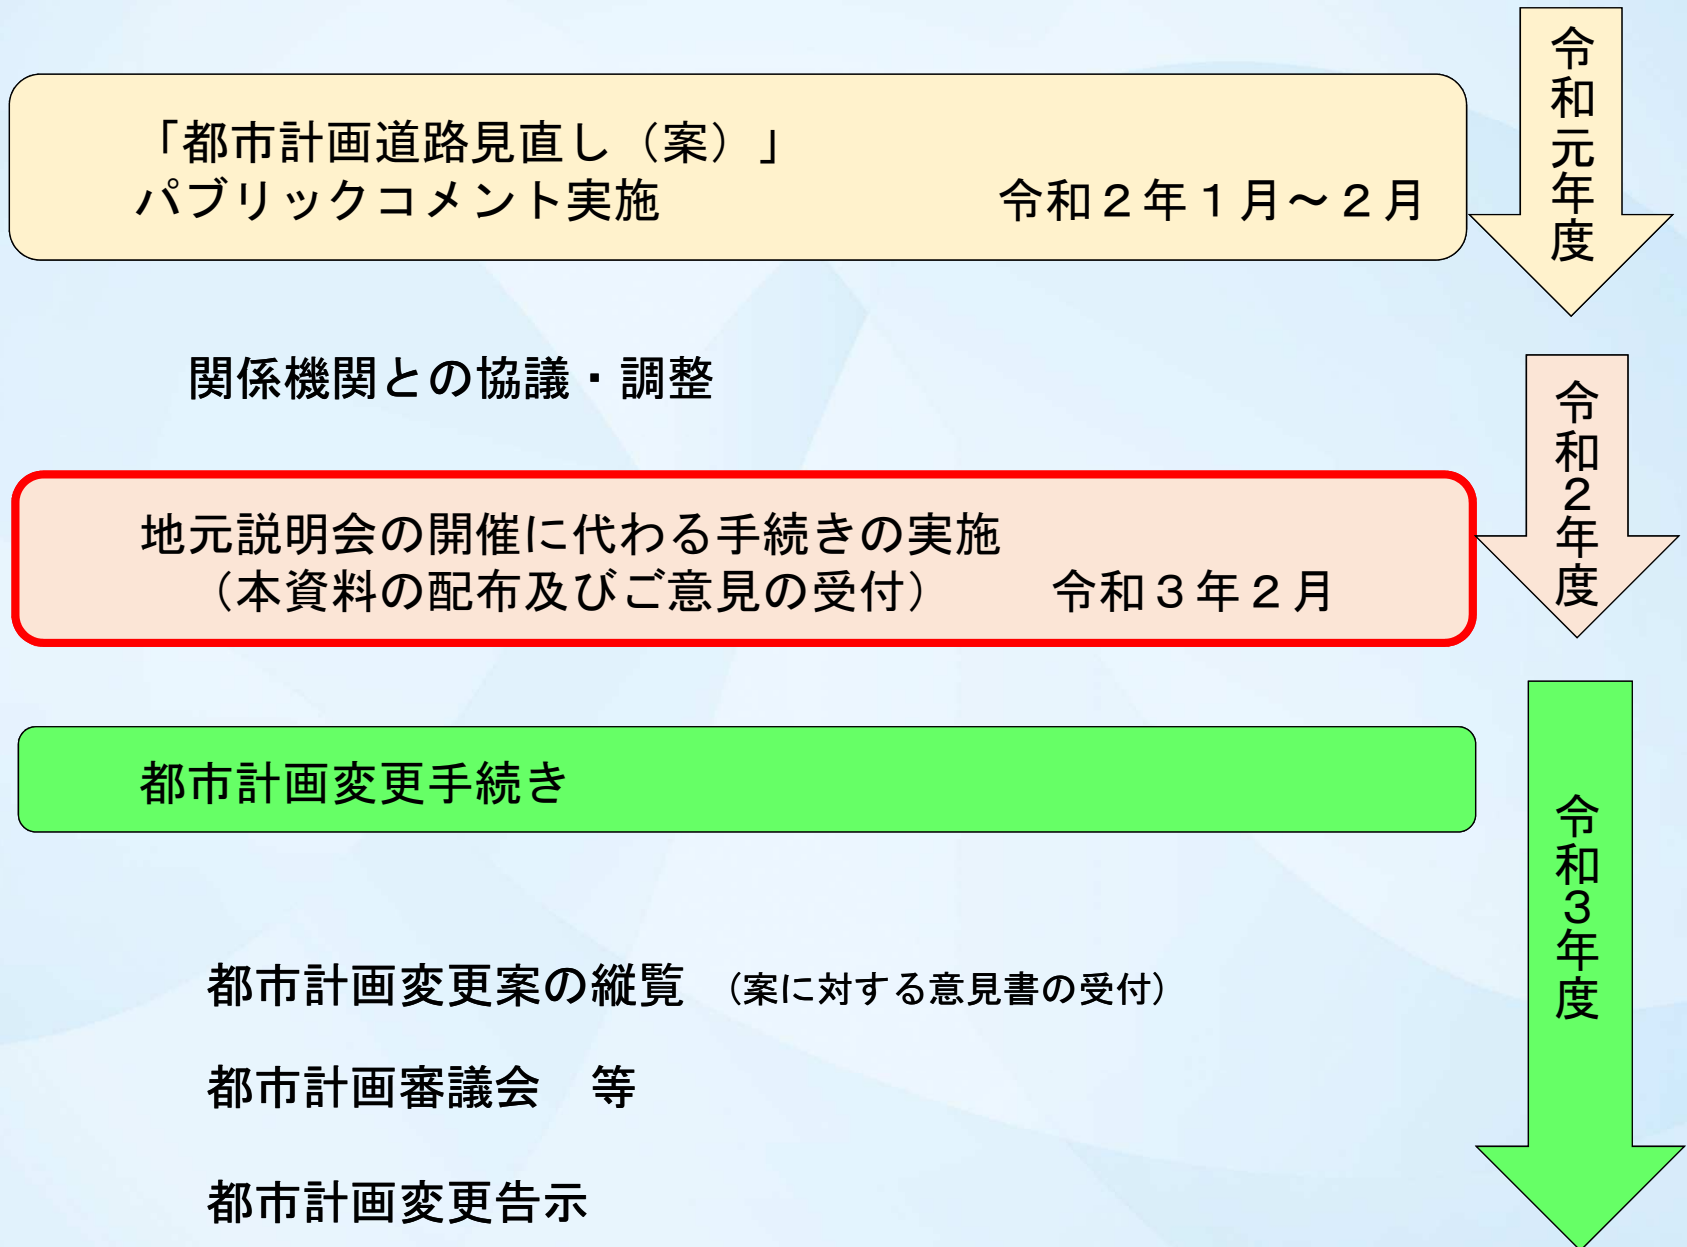 「都市計画道路見直し（案）」
パブリックコメント実施　　　　　　　令和２年１月～２月
令和元年度
関係機関との協議・調整
地元説明会の開催に代わる手続きの実施
（本資料の配布及びご意見の受付）　　令和３年２月
令和２年度
都市計画変更手続き
都市計画変更案の縦覧　（案に対する意見書の受付）
都市計画審議会　等
都市計画変更告示
令和３年度